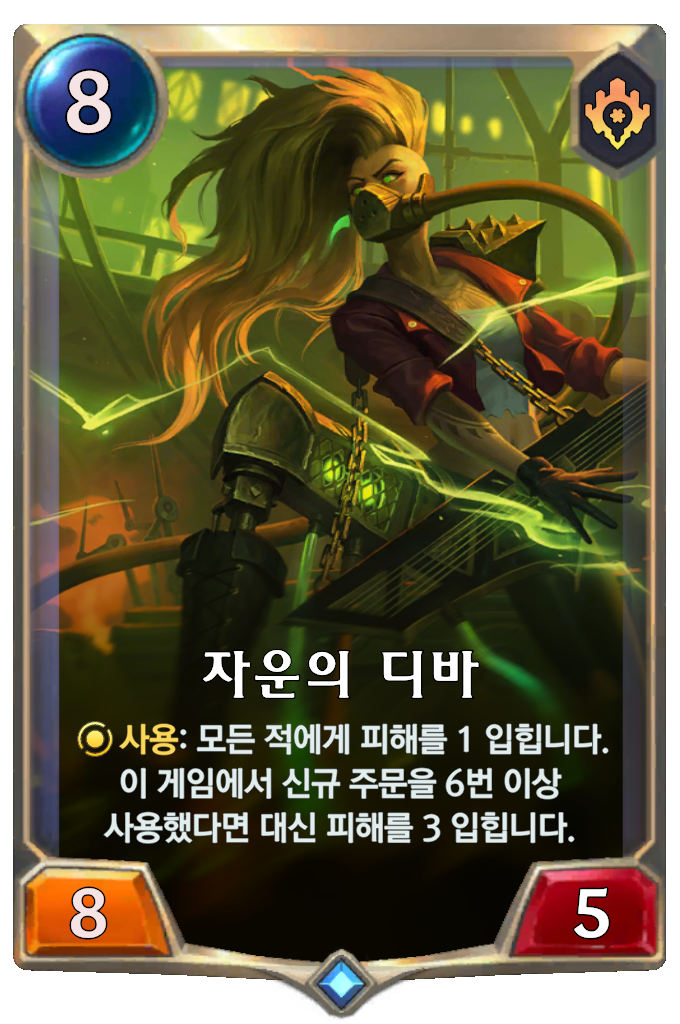 8
자운의 디바
사용: 모든 적에게 피해를 1 입힙니다.
이 게임에서 신규 주문을 6번 이상
사용했다면 대신 피해를 3 입힙니다.
8
5